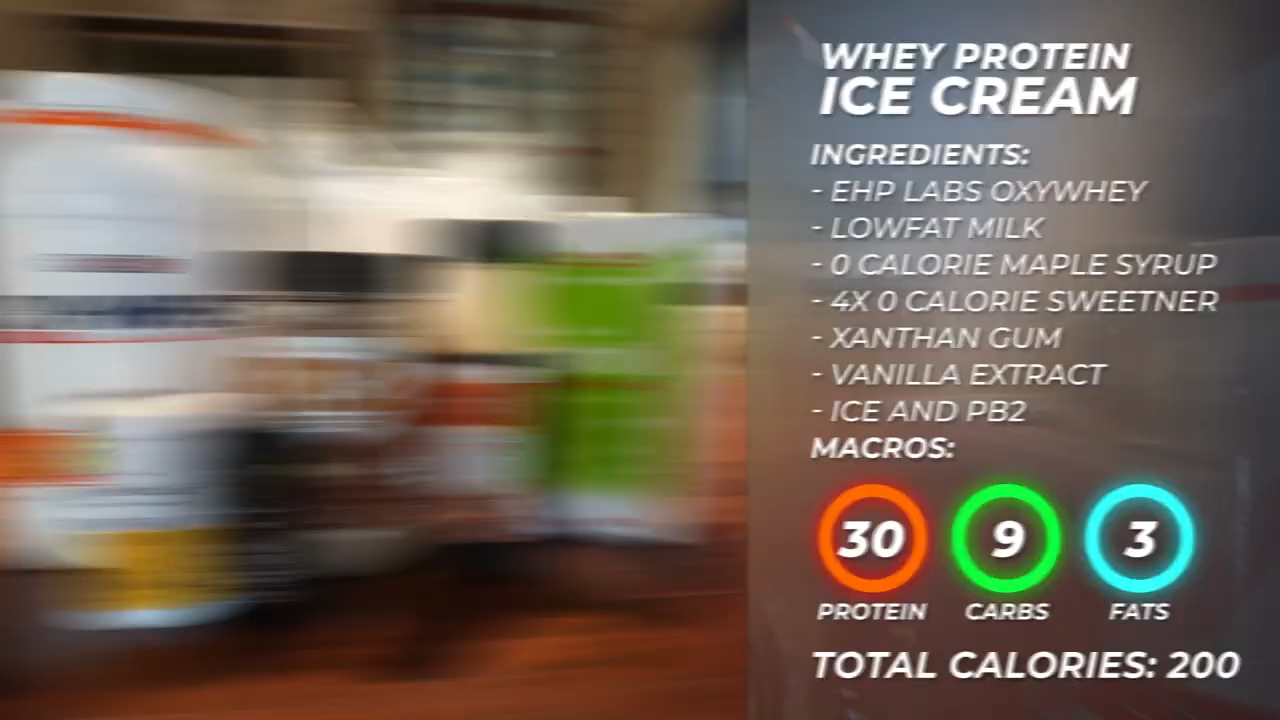 WHEY PROTEIN
ICE CREAM
INGREDIENTS:
- EHP LABS OXYWHEY
- LOWFAT MILK
- 0 CALORIE MAPLE SYRUP
- 4X 0 CALORIE SWEETNER
- XANTHAN GUM
- VANILLA EXTRACT
- ICE AND PB2
MACROS:
30 9 3
PROTEIN CARBS FATS
TOTAL CALORIES: 200